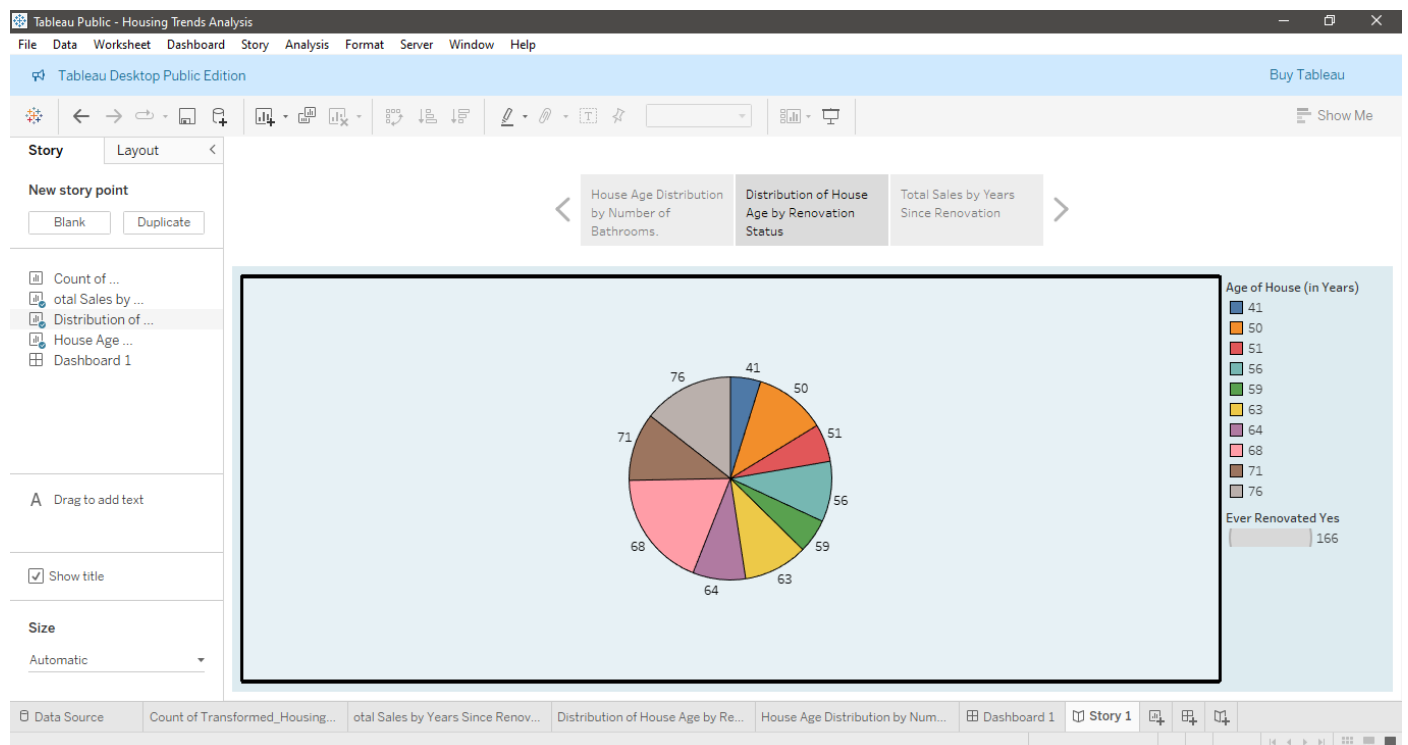 Tableau Public - Housing Trends Analysis
File Data Worksheet Dashboard Story Analysis Format Server Window Help
Tableau Desktop Public Edition
Buy Tableau
Show Me
Story Layout
New story point
Blank Duplicate
Count of ...
otal Sales by ...
Distribution of ...
House Age ...
Dashboard 1
A Drag to add text
Show title
Size
Automatic
House Age Distribution
by Number of
Bathrooms.
Distribution of House
Age by Renovation
Status
Total Sales by Years
Since Renovation
41
50
51
56
59
63
64
68
71
76
Age of House (in Years)
41
50
51
56
59
63
64
68
71
76
Ever Renovated Yes
166
Data Source Count of Transformed_Housing... otal Sales by Years Since Renov... Distribution of House Age by Re... House Age Distribution by Num... Dashboard 1 Story 1